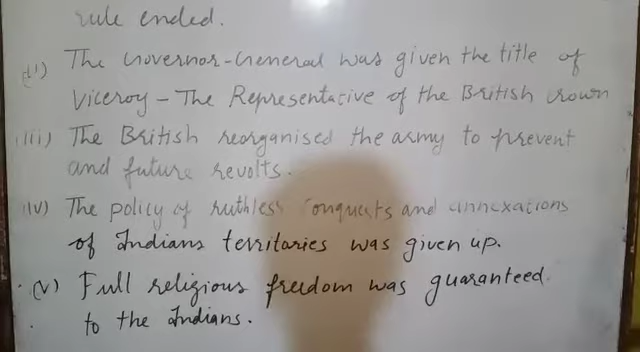 rule ended.
(ii) The Governor-General was given the title of
Viceroy - The Representative of the British crown
(iii) The British reorganised the army to prevent
and future revolts.
(iv) The policy of ruthless conquests and annexations
of Indians territaries was given up.
(v) Full religious freedom was guaranteed
to the Indians.